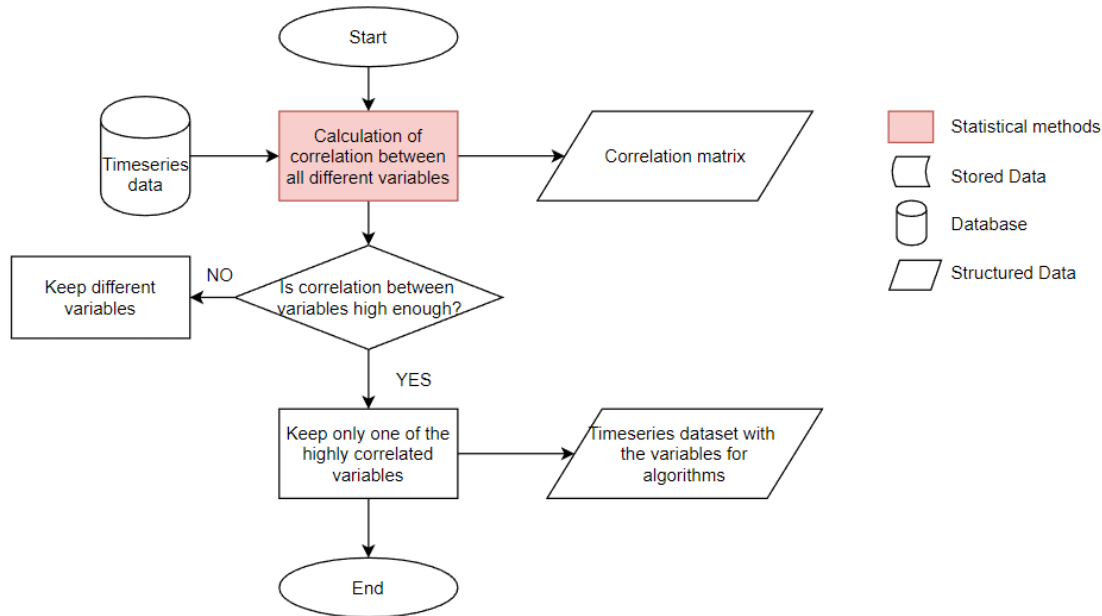 Start
Timeseries
data
Calculation of
correlation between
all different variables
Correlation matrix
Keep different
variables
NO
Is correlation between
variables high enough?
YES
Keep only one of the
highly correlated
variables
Timeseries dataset with
the variables for
algorithms
End
Statistical methods
Stored Data
Database
Structured Data